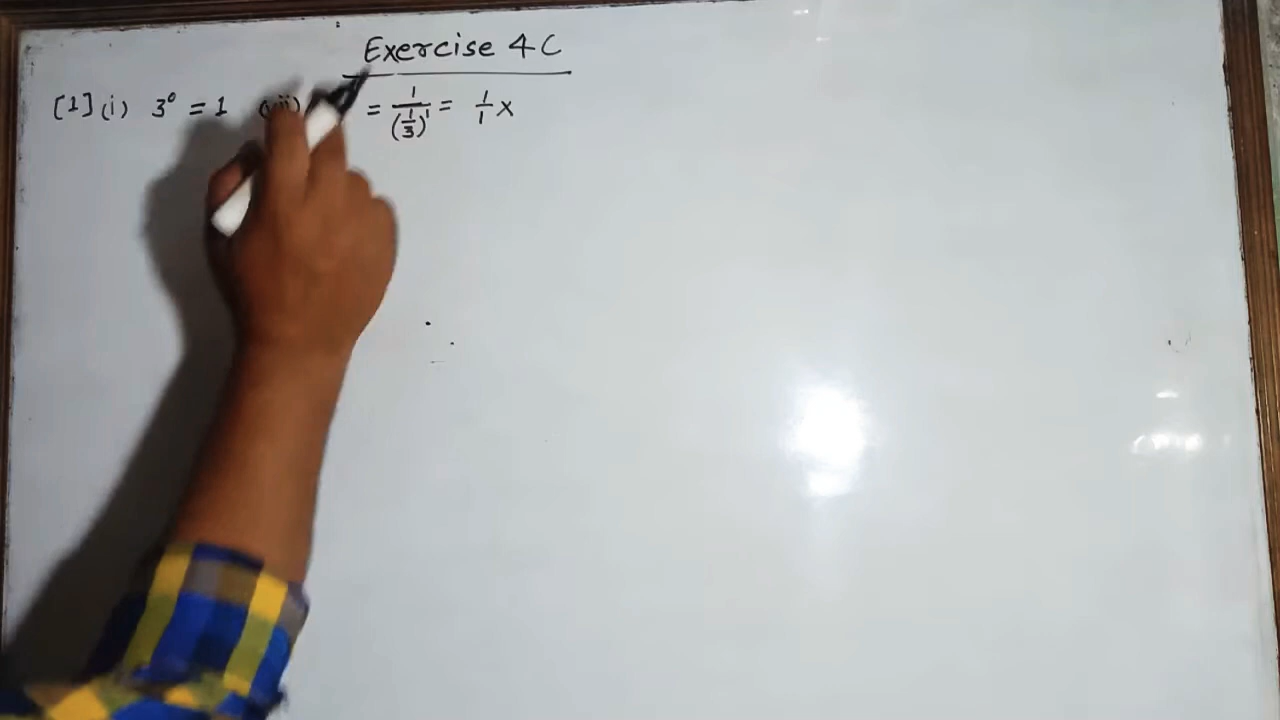 Exercise 4C
[1] (i) 3⁰ = 1 = 1/(1/3)¹ = 1/1 x